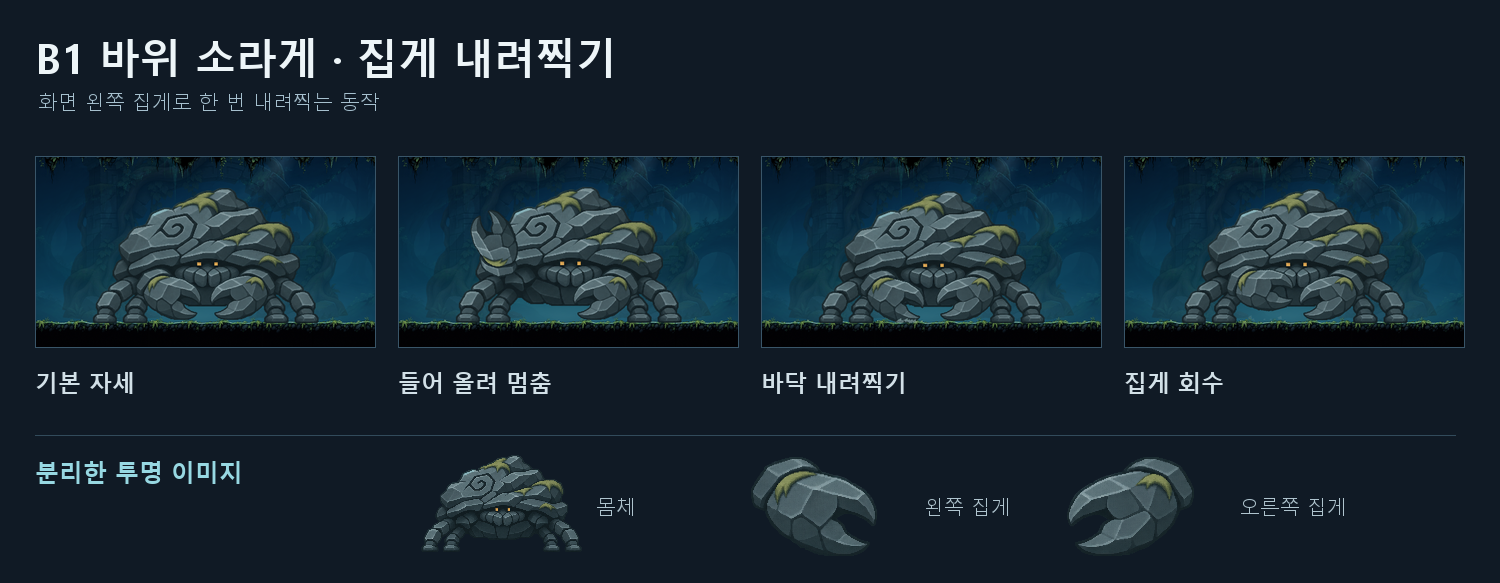 B1 바위 소라게 · 집게 내려찍기
화면 왼쪽 집게로 한 번 내려찍는 동작
기본 자세
들어 올려 멈춤
바닥 내려찍기
집게 회수
분리한 투명 이미지
몸체
왼쪽 집게
오른쪽 집게